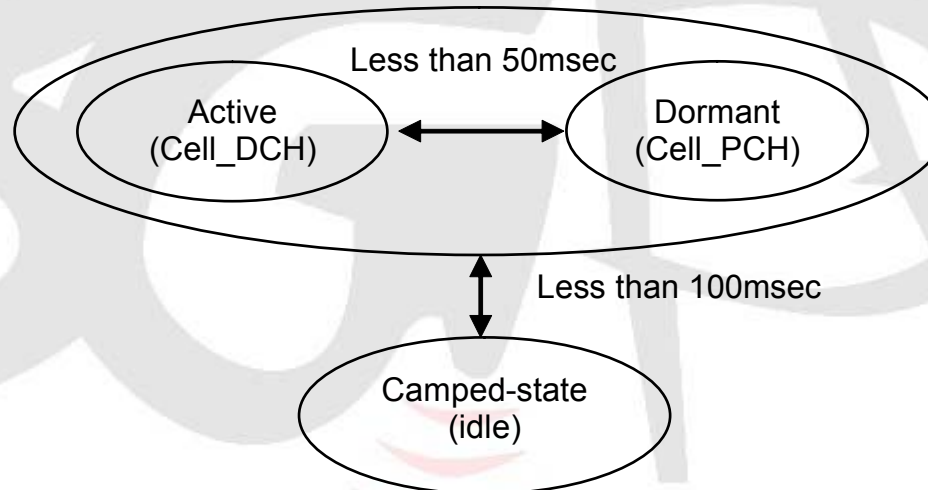 Less than 50msec
Active
(Cell_DCH)
Dormant
(Cell_PCH)
Less than 100msec
Camped-state
(idle)